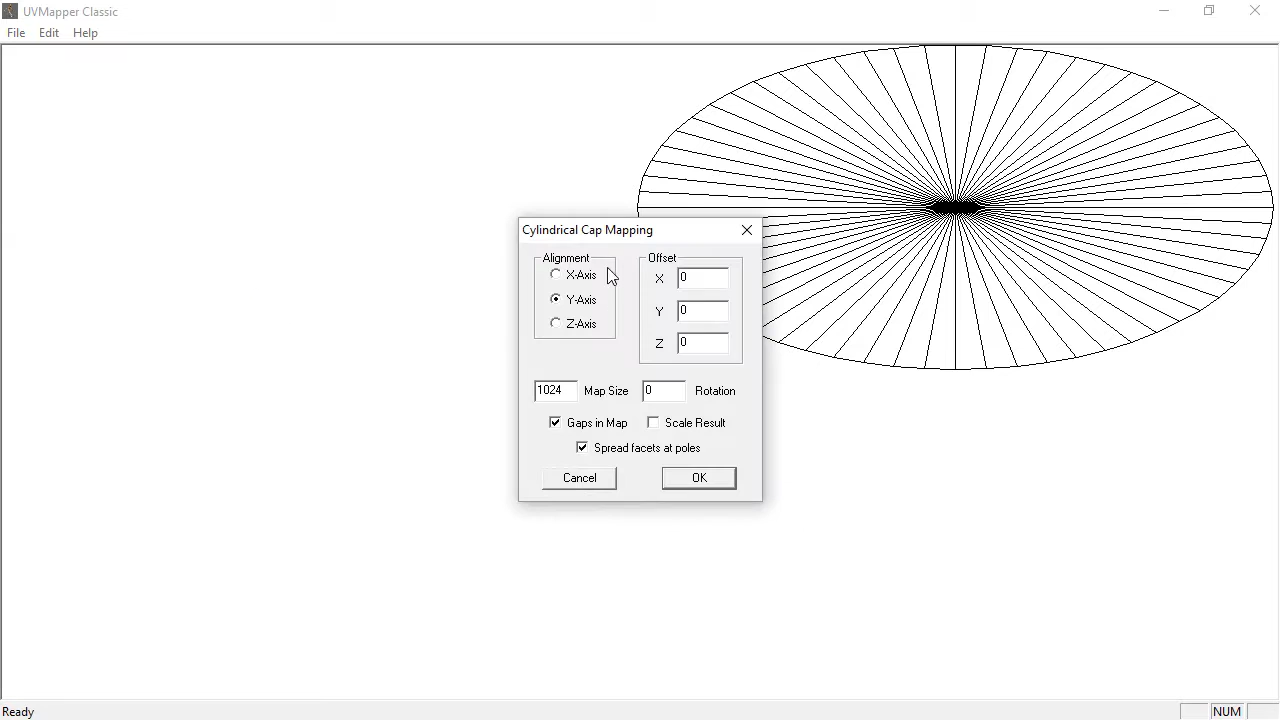 UVMapper Classic
File Edit Help
Cylindrical Cap Mapping
Alignment
Offset
X-Axis
X 0
Y-Axis
Y 0
Z-Axis
Z 0
1024 Map Size 0 Rotation
Gaps in Map Scale Result
Spread facets at poles
Cancel OK
Ready NUM